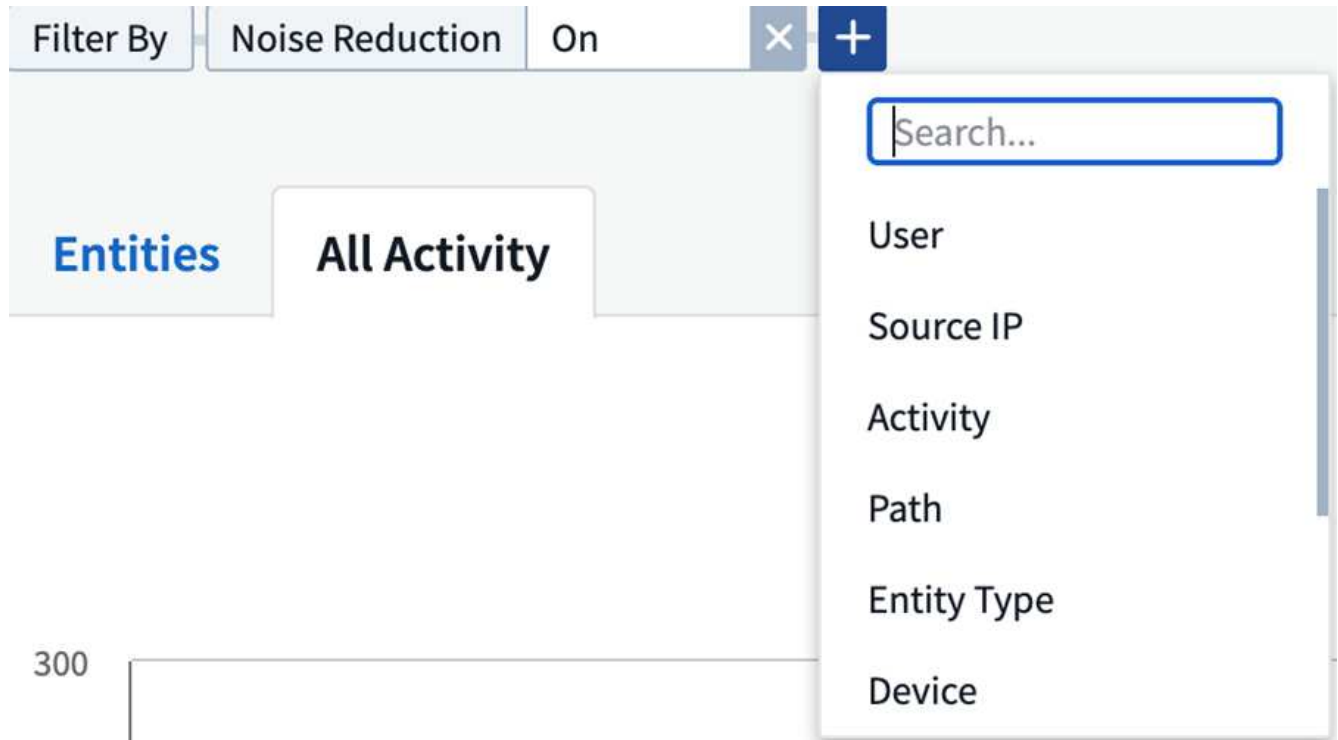 Filter By Noise Reduction On × +
Search...
User
Entities All Activity
Source IP
Activity
Path
Entity Type
300
Device